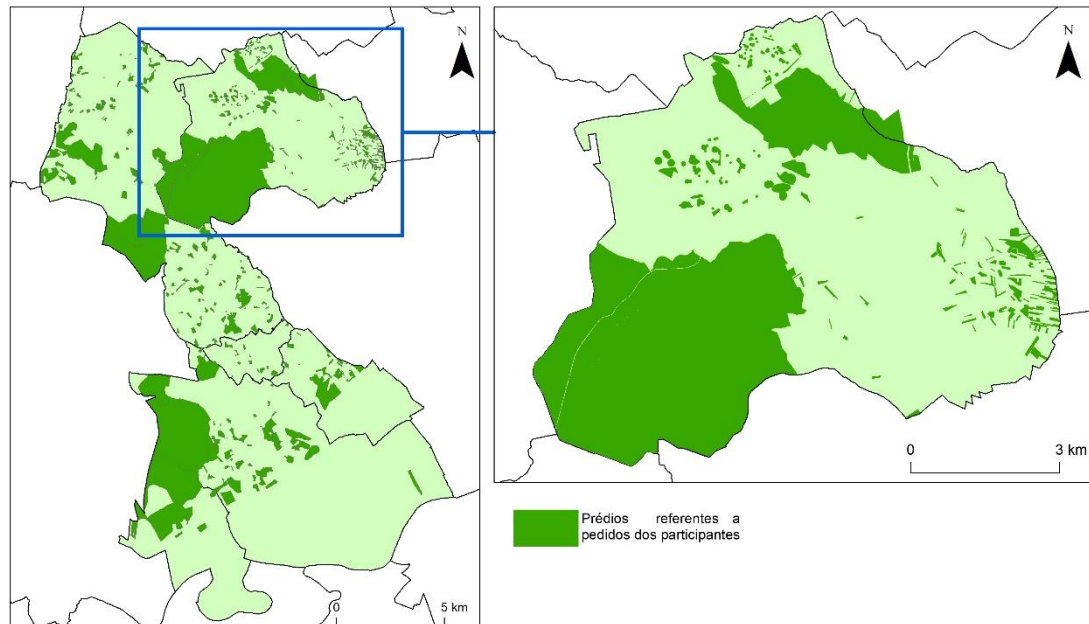 N
0 5 km
N
0 3 km
Prédios referentes a
pedidos dos participantes